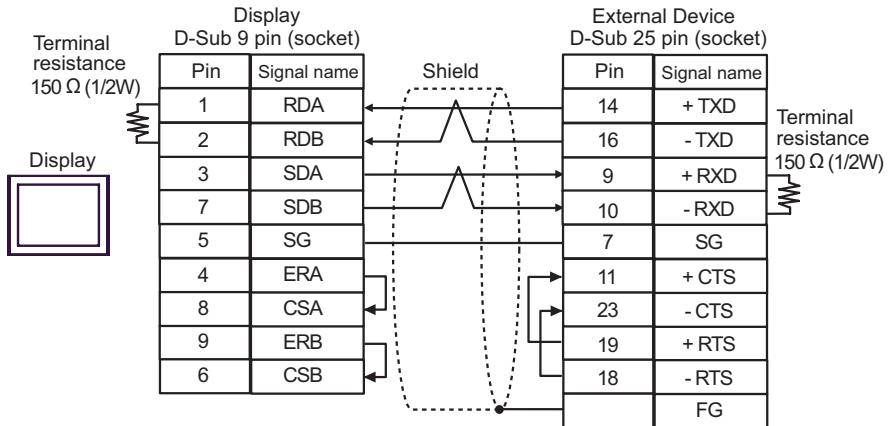 Display
D-Sub 9 pin (socket)
External Device
D-Sub 25 pin (socket)
Terminal
resistance
150 Ω (1/2W)
Pin Signal name
Shield
Pin Signal name
1 RDA
14 + TXD
2 RDB
16 - TXD
Terminal
resistance
150 Ω (1/2W)
Display
3 SDA
9 + RXD
7 SDB
10 - RXD
5 SG
7 SG
4 ERA
11 + CTS
8 CSA
23 - CTS
9 ERB
19 + RTS
6 CSB
18 - RTS
FG